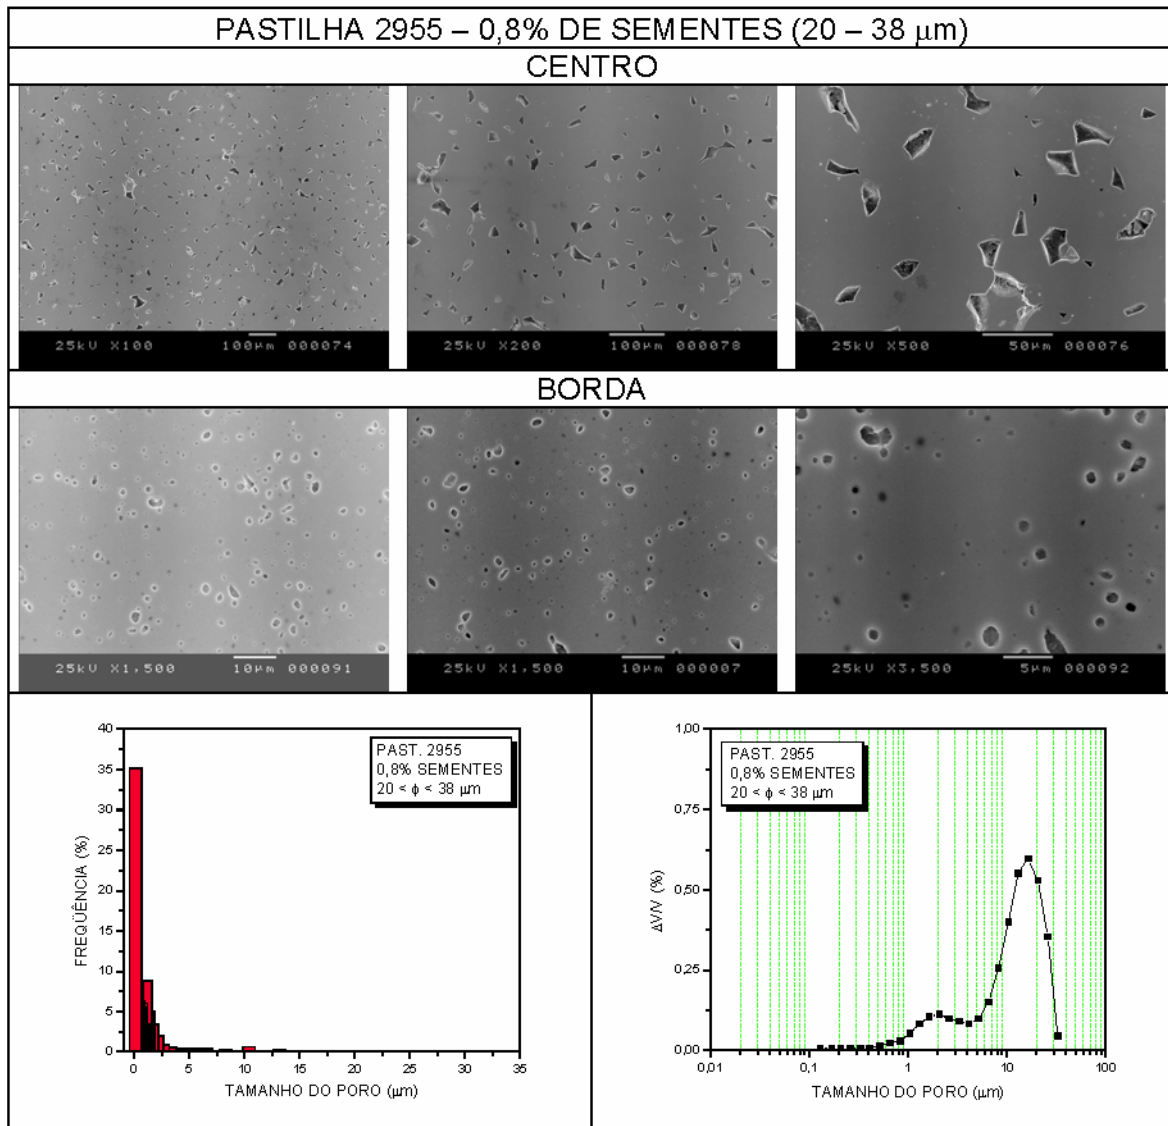 PASTILHA 2955 – 0,8% DE SEMENTES (20 – 38 μm)
CENTRO
25kV X100 100μm 000074
25kV X200 100μm 000078
25kV X500 50μm 000076
BORDA
25kV X1,500 10μm 000091
25kV X1,500 10μm 000007
25kV X3,500 5μm 000092
PAST. 2955
0,8% SEMENTES
20 < ϕ < 38 μm
FREQÜÊNCIA (%)
40
35
30
25
20
15
10
5
0
0 5 10 15 20 25 30 35
TAMANHO DO PORO (μm)
PAST. 2955
0,8% SEMENTES
20 < ϕ < 38 μm
ΔV/V (%)
1,00
0,75
0,50
0,25
0,00
0,01 0,1 1 10 100
TAMANHO DO PORO (μm)